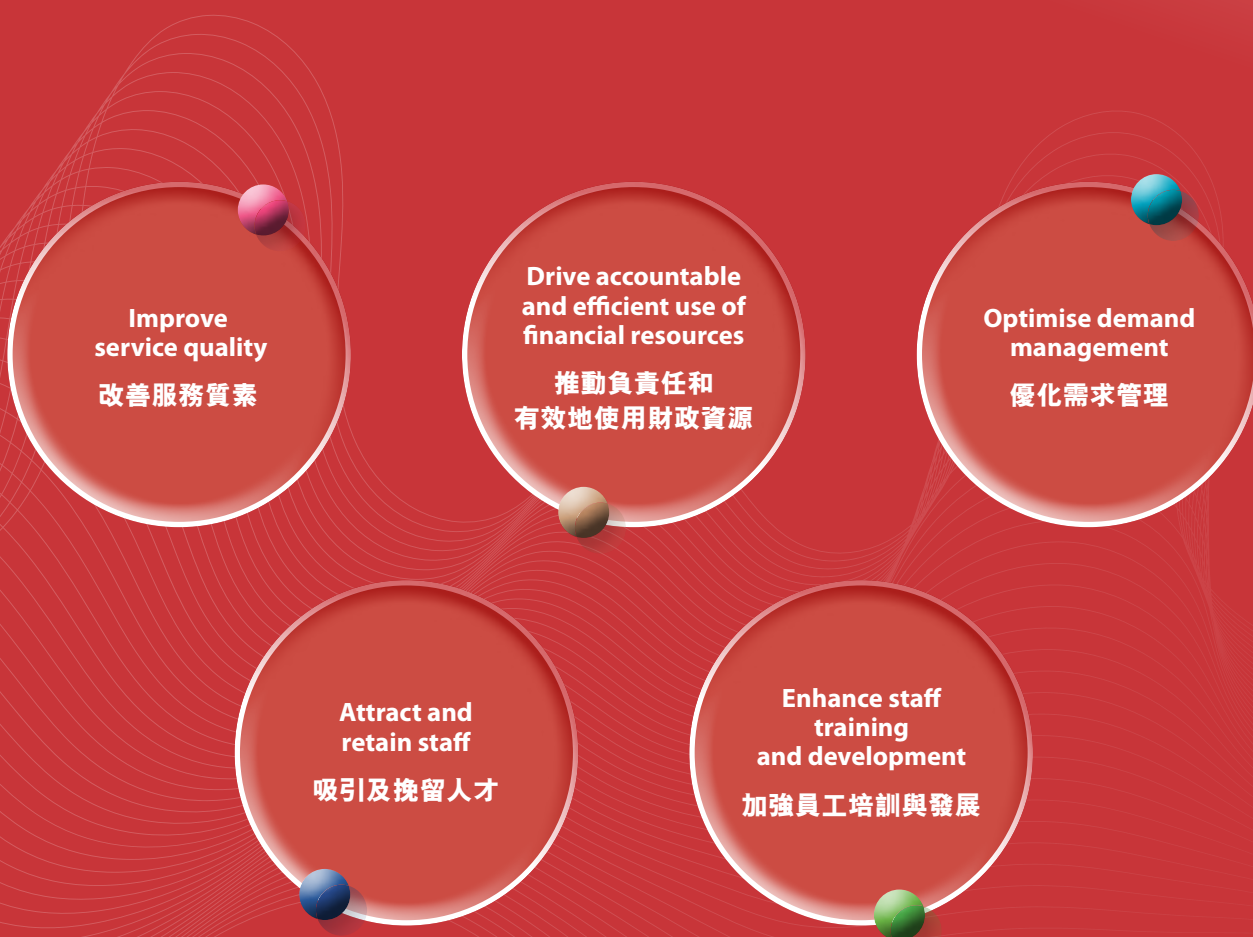 Improve
service quality
改善服務質素
Drive accountable
and efficient use of
financial resources
推動負責任和
有效地使用財政資源
Optimise demand
management
優化需求管理
Attract and
retain staff
吸引及挽留人才
Enhance staff
training
and development
加強員工培訓與發展